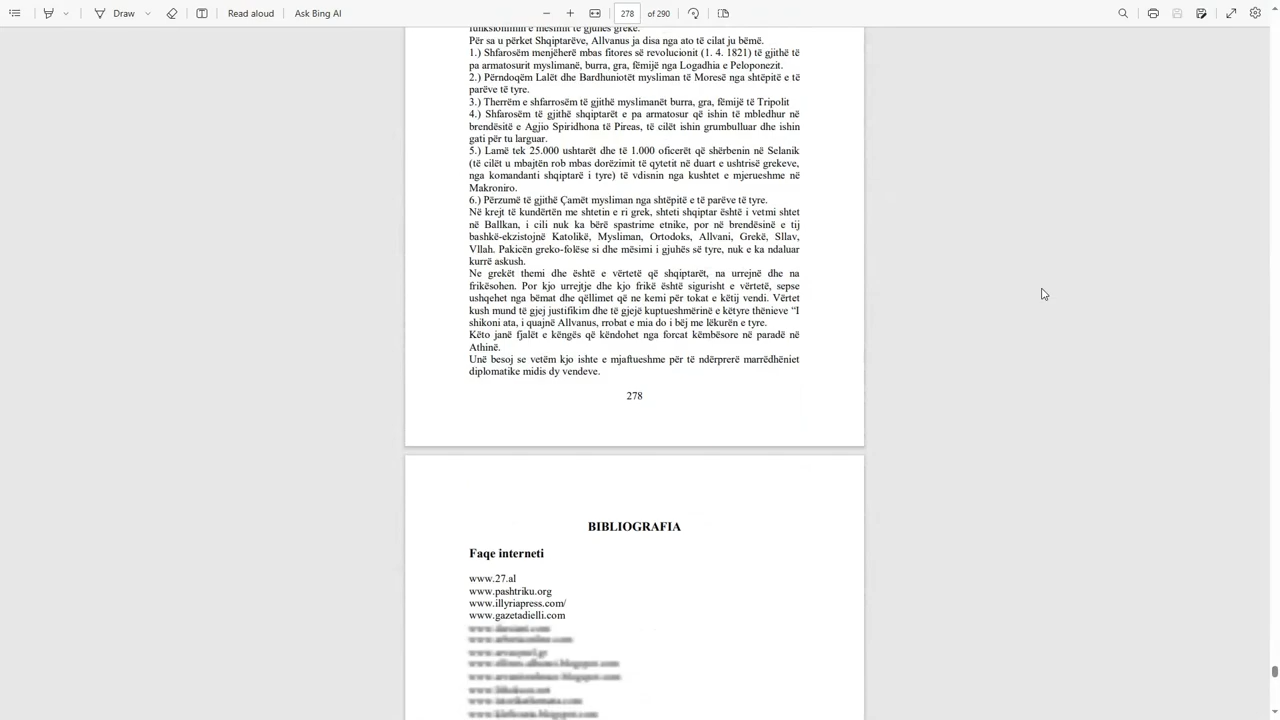 Draw
Read aloud
Ask Bing AI
278 of 290
funksionimin e mësimit të gjuhës greke.
Për sa u përket Shqiptarëve, Allvanus ja disa nga ato të cilat ju bëmë.
1.) Shfarosëm menjëherë mbas fitores së revolucionit (1. 4. 1821) të gjithë të
pa armatosurit myslimanë, burra, gra, fëmijë nga Logadhia e Peloponezit.
2.) Përndoqëm Lalët dhe Bardhuniotët mysliman të Moresë nga shtëpitë e të
parëve të tyre.
3.) Therrëm e shfarrosëm të gjithë myslimanët burra, gra, fëmijë të Tripolit
4.) Shfarosëm të gjithë shqiptarët e pa armatosur që ishin të mbledhur në
brendësitë e Agjio Spiridhona të Pireas, të cilët ishin grumbulluar dhe ishin
gati për tu larguar.
5.) Lamë tek 25.000 ushtarët dhe të 1.000 oficerët që shërbenin në Selanik
(të cilët u mbajtën rob mbas dorëzimit të qytetit në duart e ushtrisë grekeve,
nga komandanti shqiptarë i tyre) të vdisnin nga kushtet e mjerueshme në
Makroniro.
6.) Përzumë të gjithë Çamët mysliman nga shtëpitë e të parëve të tyre.
Në krejt të kundërtën me shtetin e ri grek, shteti shqiptar është i vetmi shtet
në Ballkan, i cili nuk ka bërë spastrime etnike, por në brendësinë e tij
bashkë-ekzistojnë Katolikë, Mysliman, Ortodoks, Allvani, Grekë, Sllav,
Vllah. Pakicën greko-folëse si dhe mësimi i gjuhës së tyre, nuk e ka ndaluar
kurrë askush.
Ne grekët themi dhe është e vërtetë që shqiptarët, na urrejnë dhe na
frikësohen. Por kjo urrejtje dhe kjo frikë është sigurisht e vërtetë, sepse
ushqehet nga bëmat dhe qëllimet që ne kemi për tokat e këtij vendi. Vërtet
kush mund të gjej justifikim dhe të gjejë kuptueshmërinë e këtyre thënieve “I
shikoni ata, i quajnë Allvanus, rrobat e mia do i bëj me lëkurën e tyre.
Këto janë fjalët e këngës që këndohet nga forcat këmbësore në paradë në
Athinë.
Unë besoj se vetëm kjo ishte e mjaftueshme për të ndërprerë marrëdhëniet
diplomatike midis dy vendeve.
278
BIBLIOGRAFIA
Faqe interneti
www.27.al
www.pashtriku.org
www.illyriapress.com/
www.gazetadielli.com